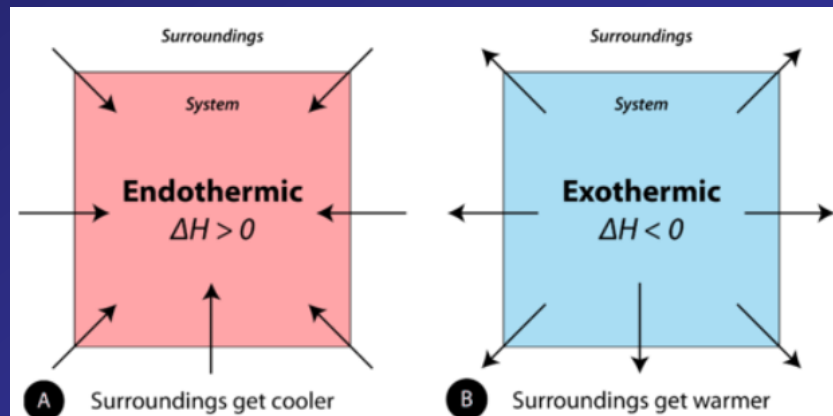 Surroundings
System
Endothermic
ΔH > 0
A Surroundings get cooler
Surroundings
System
Exothermic
ΔH < 0
B Surroundings get warmer